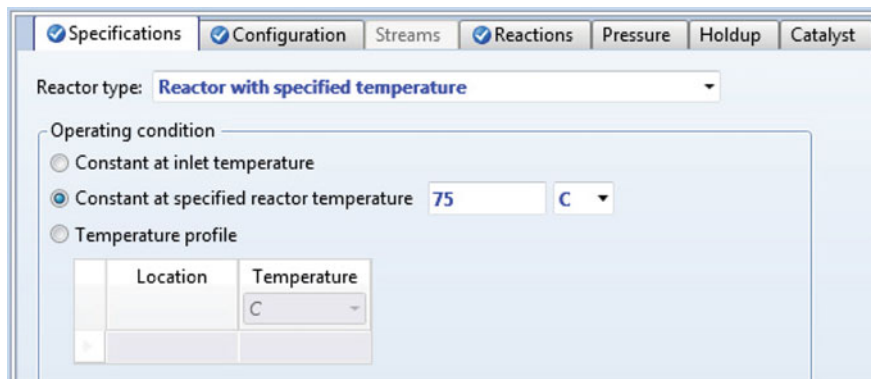 Specifications Configuration Streams Reactions Pressure Holdup Catalyst
Reactor type: Reactor with specified temperature
Operating condition
Constant at inlet temperature
Constant at specified reactor temperature 75 C
Temperature profile
Location Temperature
C